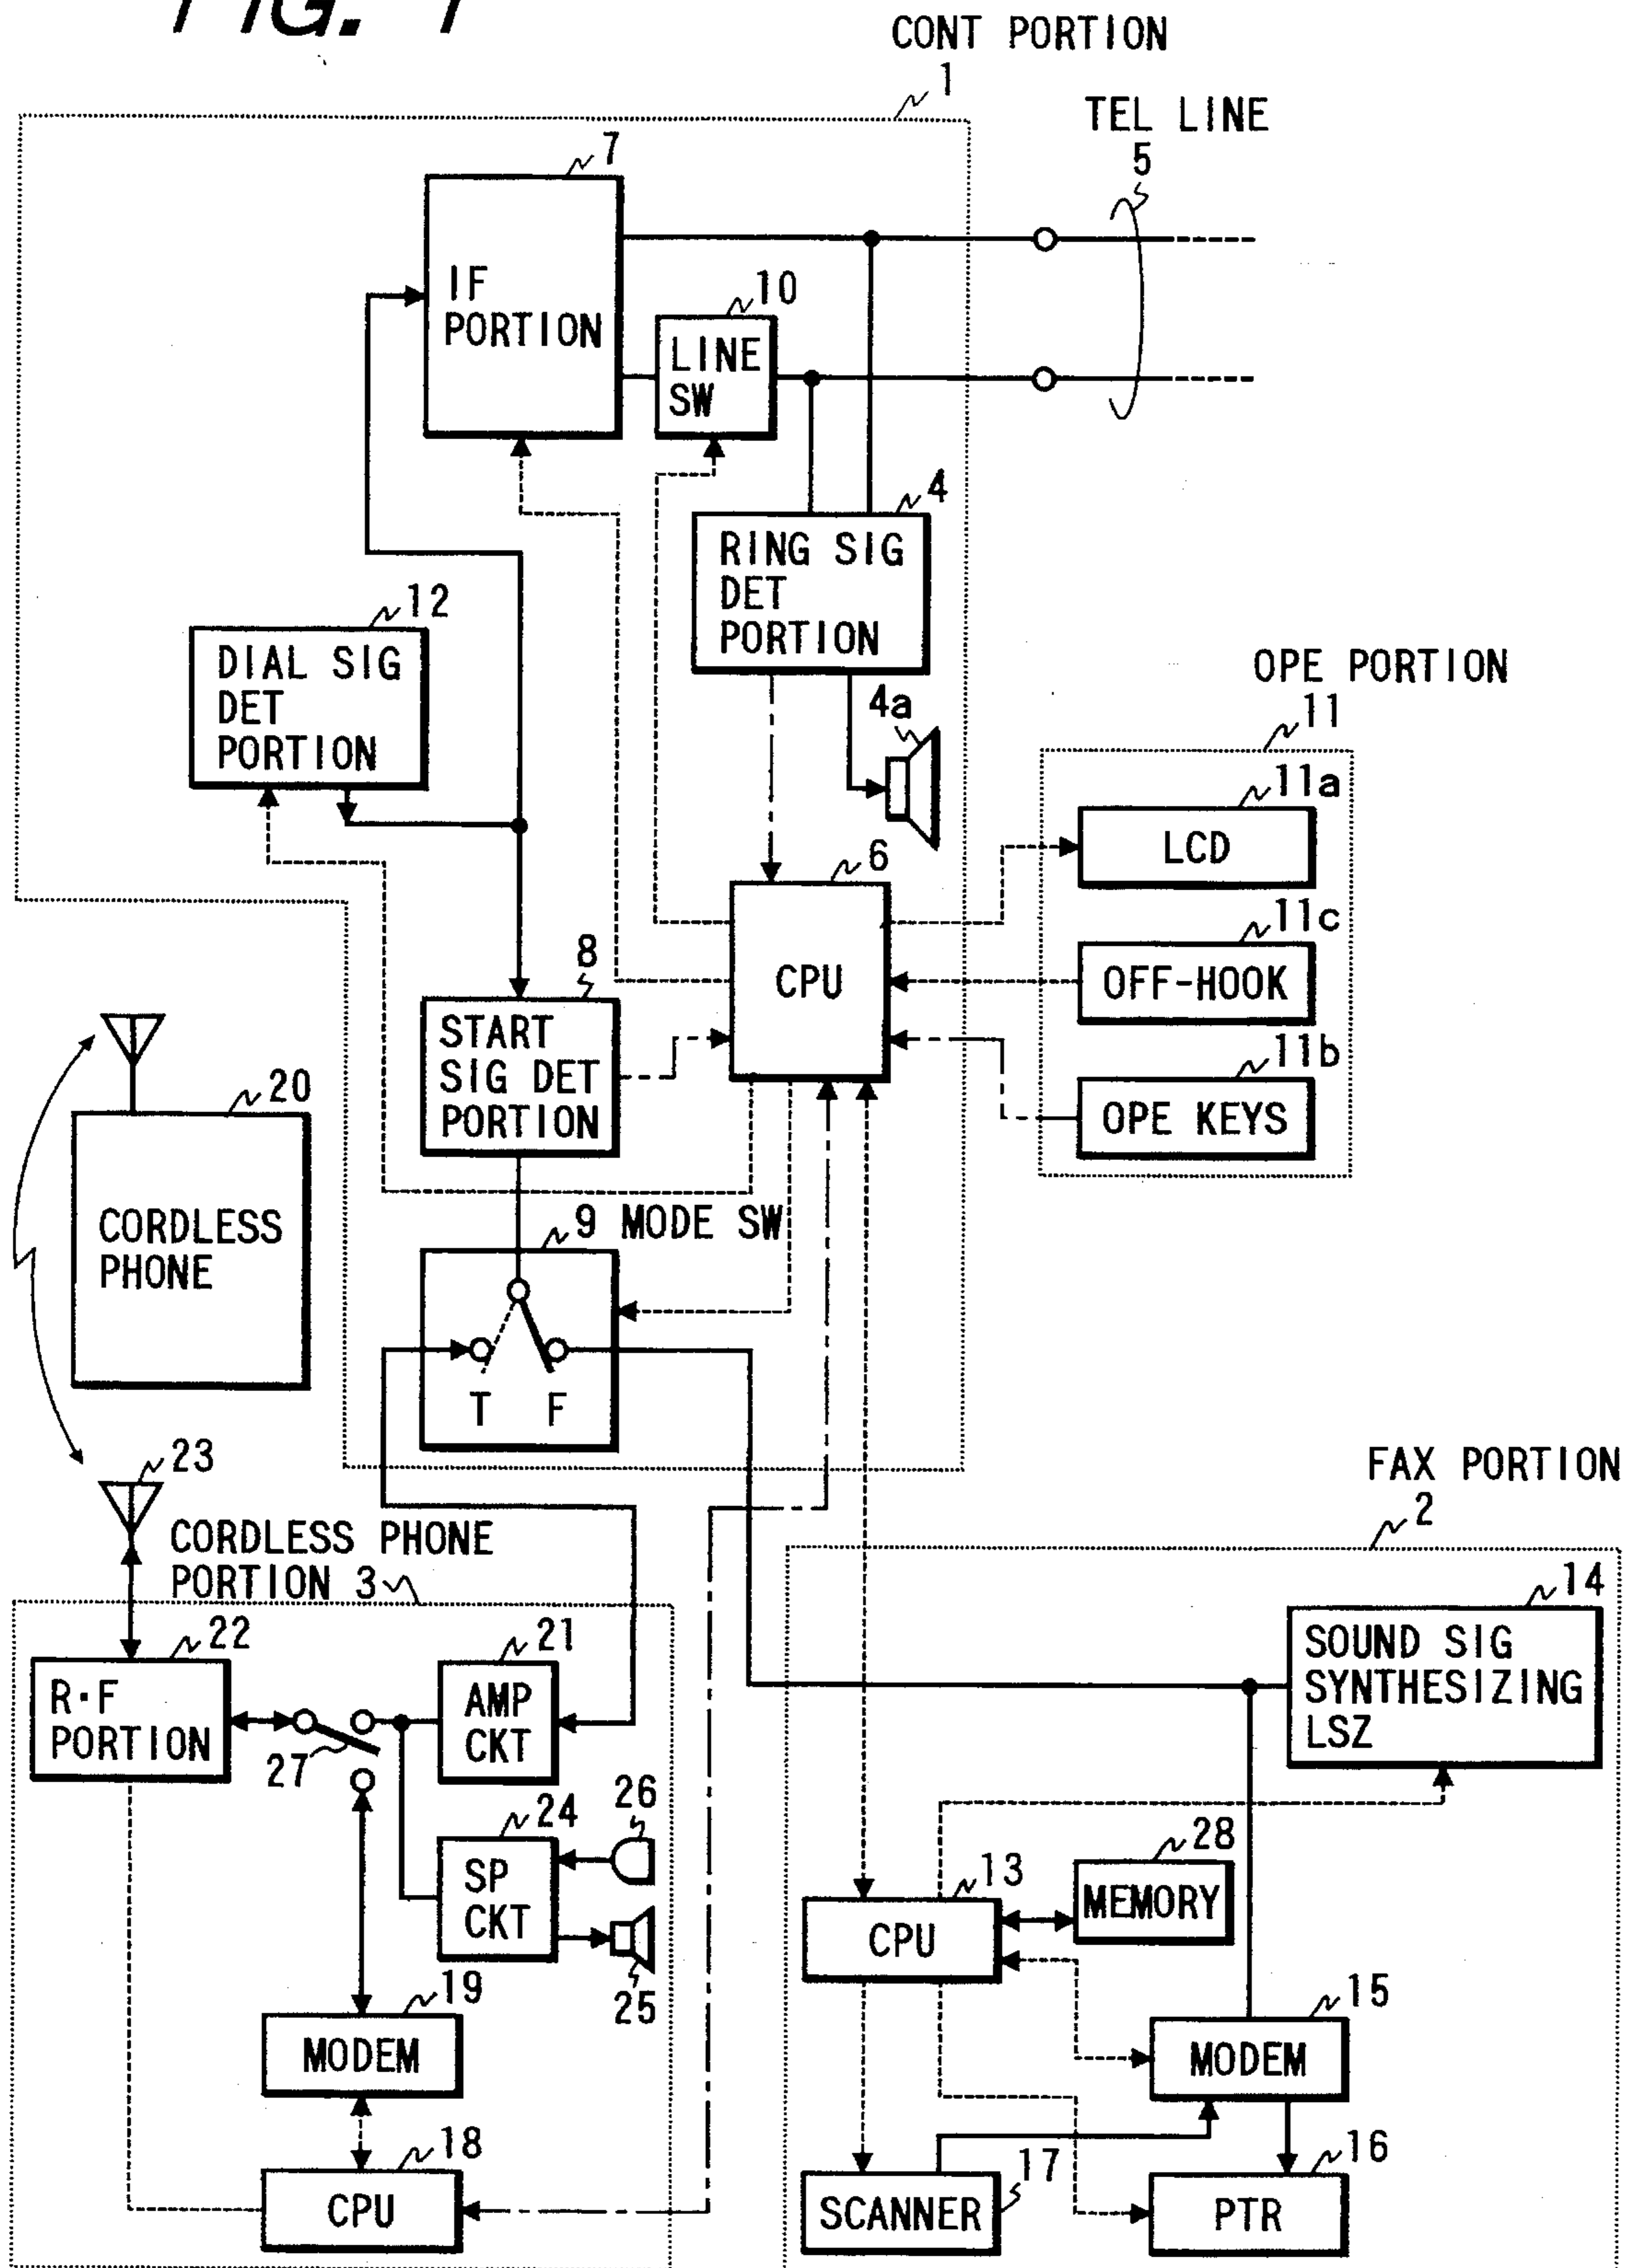 FIG. 1
CONT PORTION
1
TEL LINE
5
7
IF
PORTION
10
LINE
SW
4
RING SIG
DET
PORTION
12
DIAL SIG
DET
PORTION
4a
OPE PORTION
11
11a
LCD
6
CPU
11c
OFF-HOOK
11b
OPE KEYS
8
START
SIG DET
PORTION
20
CORDLESS
PHONE
9 MODE SW
T F
23
CORDLESS PHONE
PORTION 3
FAX PORTION
2
14
SOUND SIG
SYNTHESIZING
LSZ
22
R·F
PORTION
21
AMP
CKT
27
24
SP
CKT
26
25
28
MEMORY
13
CPU
19
MODEM
15
MODEM
18
CPU
17
SCANNER
16
PTR